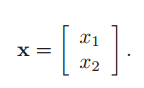 x = [ x₁
x₂ ] .